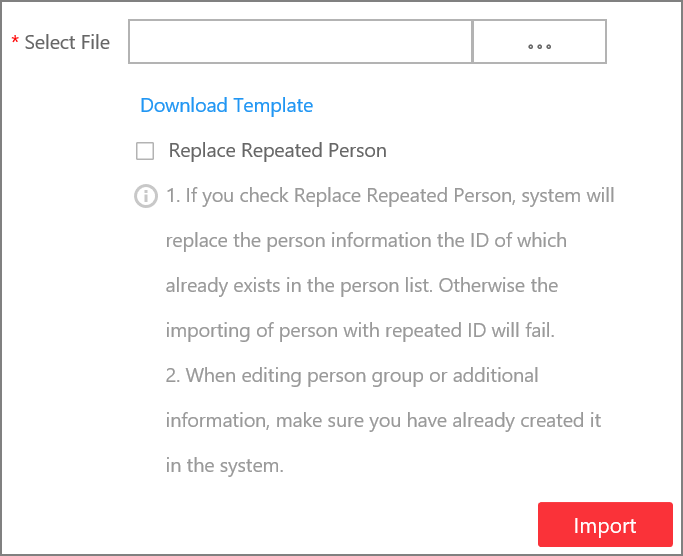 * Select File
...
Download Template
Replace Repeated Person
1. If you check Replace Repeated Person, system will
replace the person information the ID of which
already exists in the person list. Otherwise the
importing of person with repeated ID will fail.
2. When editing person group or additional
information, make sure you have already created it
in the system.
Import